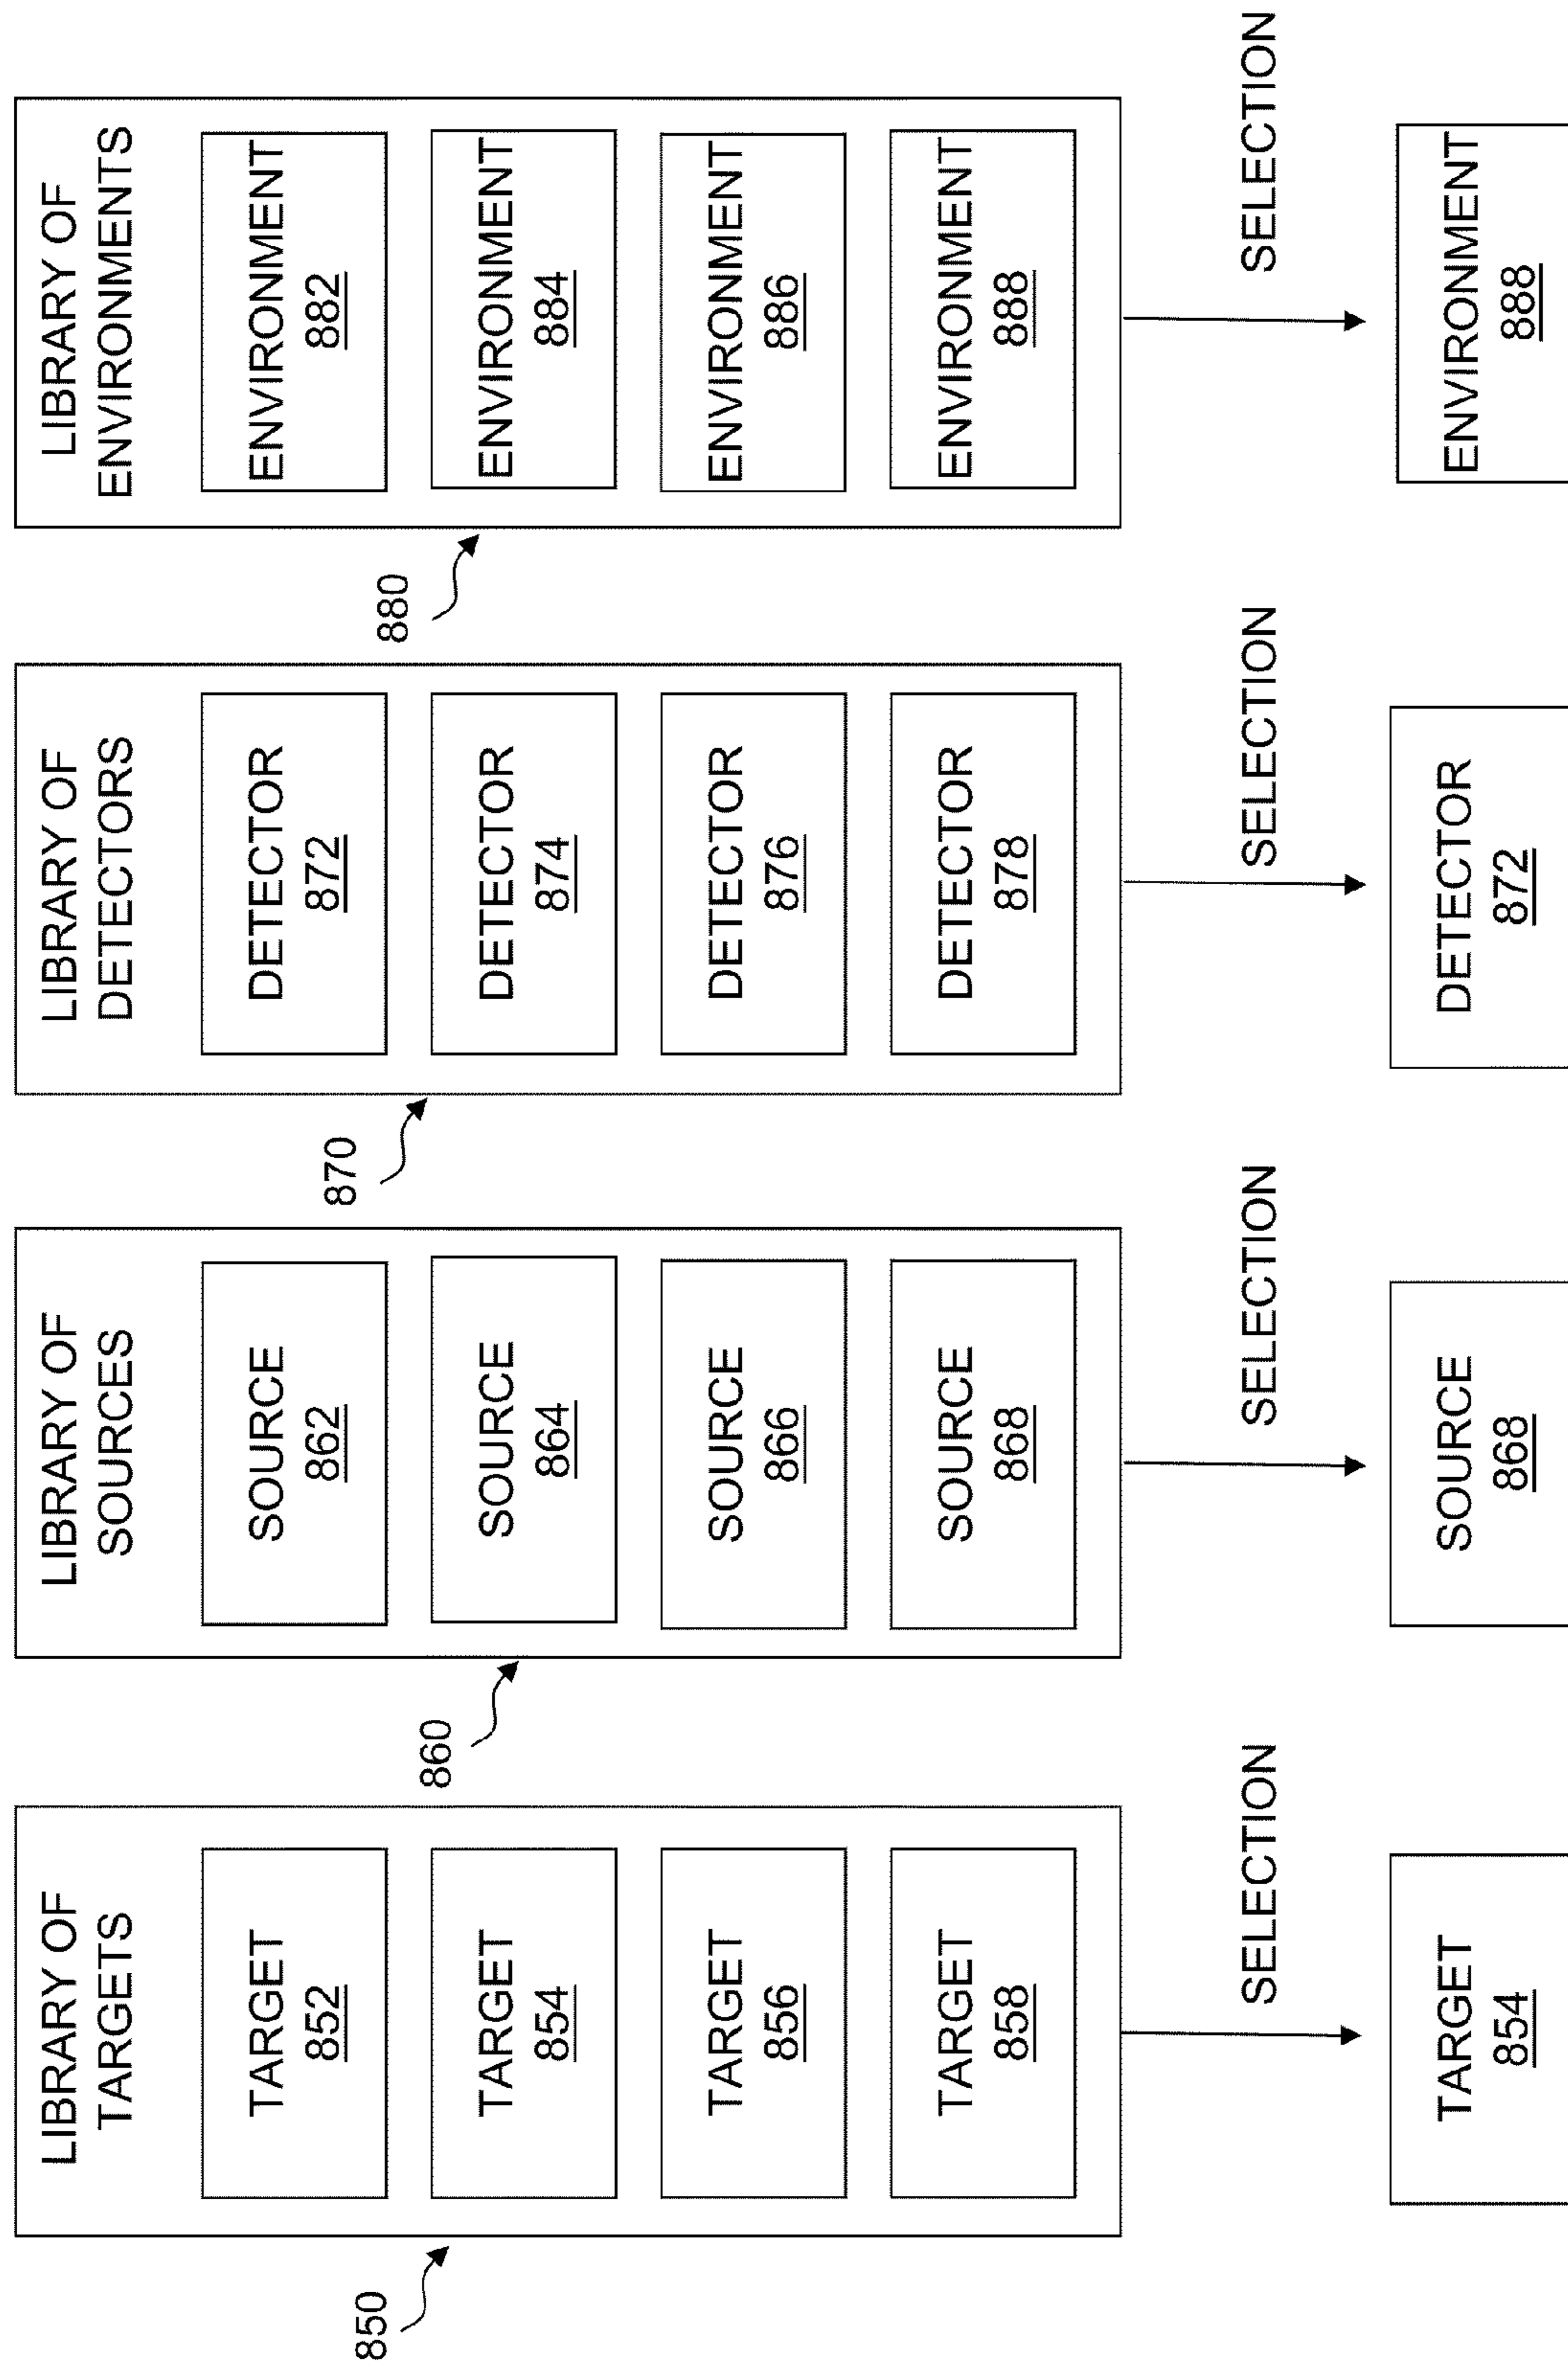 850
LIBRARY OF
TARGETS
TARGET
852
TARGET
854
TARGET
856
TARGET
858
SELECTION
TARGET
854
860
LIBRARY OF
SOURCES
SOURCE
862
SOURCE
864
SOURCE
866
SOURCE
868
SELECTION
SOURCE
868
870
LIBRARY OF
DETECTORS
DETECTOR
872
DETECTOR
874
DETECTOR
876
DETECTOR
878
SELECTION
DETECTOR
872
880
LIBRARY OF
ENVIRONMENTS
ENVIRONMENT
882
ENVIRONMENT
884
ENVIRONMENT
886
ENVIRONMENT
888
SELECTION
ENVIRONMENT
888